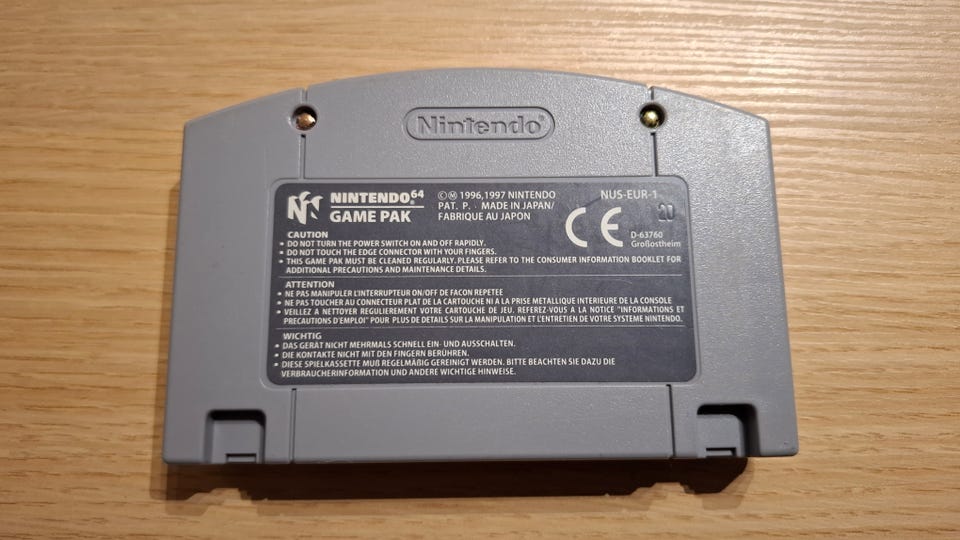 Nintendo
NINTENDO 64
GAME PAK
©Ⓜ 1996,1997 NINTENDO
PAT. P. · MADE IN JAPAN/
FABRIQUE AU JAPON
NUS-EUR-1
20
CE
D-63760
Großostheim
CAUTION
• DO NOT TURN THE POWER SWITCH ON AND OFF RAPIDLY.
• DO NOT TOUCH THE EDGE CONNECTOR WITH YOUR FINGERS.
• THIS GAME PAK MUST BE CLEANED REGULARLY. PLEASE REFER TO THE CONSUMER INFORMATION BOOKLET FOR
ADDITIONAL PRECAUTIONS AND MAINTENANCE DETAILS.
ATTENTION
• NE PAS MANIPULER L'INTERRUPTEUR ON/OFF DE FACON REPETEE
• NE PAS TOUCHER AU CONNECTEUR PLAT DE LA CARTOUCHE NI A LA PRISE METALLIQUE INTERIEURE DE LA CONSOLE
• VEILLEZ A NETTOYER REGULIEREMENT VOTRE CARTOUCHE DE JEU. REFEREZ-VOUS A LA NOTICE "INFORMATIONS ET
PRECAUTIONS D'EMPLOI" POUR PLUS DE DETAILS SUR LA MANIPULATION ET L'ENTRETIEN DE VOTRE SYSTEME NINTENDO.
WICHTIG
• DAS GERÄT NICHT MEHRMALS SCHNELL EIN- UND AUSSCHALTEN.
• DIE KONTAKTE NICHT MIT DEN FINGERN BERÜHREN.
• DIESE SPIELKASSETTE MUß REGELMÄßIG GEREINIGT WERDEN. BITTE BEACHTEN SIE DAZU DIE
VERBRAUCHERINFORMATION UND ANDERE WICHTIGE HINWEISE.